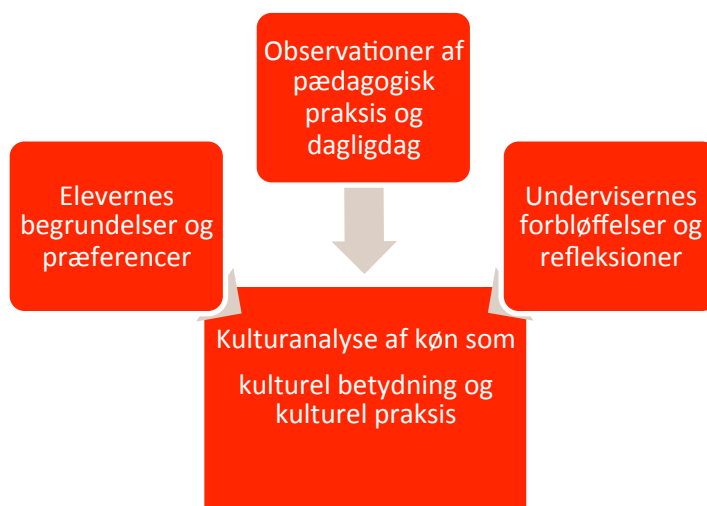 Observationer af
pædagogisk
praksis og
dagligdag
Elevernes
begrundelser og
præferencer
Undervisernes
forbløffelser og
refleksioner
Kulturanalyse af køn som
kulturel betydning og
kulturel praksis